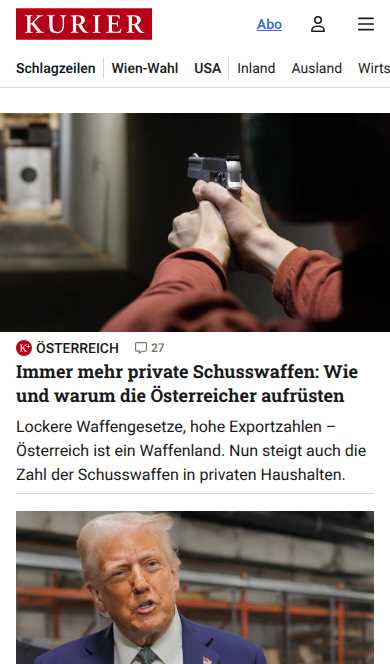 KURIER
Abo
Schlagzeilen Wien-Wahl USA Inland Ausland Wirts
K+ ÖSTERREICH 27
Immer mehr private Schusswaffen: Wie
und warum die Österreicher aufrüsten
Lockere Waffengesetze, hohe Exportzahlen –
Österreich ist ein Waffenland. Nun steigt auch die
Zahl der Schusswaffen in privaten Haushalten.